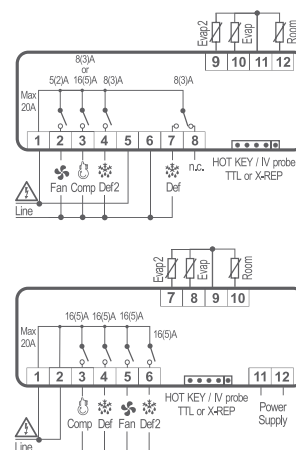 Evap2
Evap
Room
9 10 11 12
8(3)A
or
5(2)A 16(5)A 8(3)A 8(3)A
Max
20A
1 2 3 4 5 6 7 8
n.c.
HOT KEY / IV probe
TTL or X-REP
Fan Comp Def2 Def
Line
Evap2
Evap
Room
7 8 9 10
16(5)A 16(5)A 16(5)A
16(5)A
Max
20A
1 2 3 4 5 6 11 12
HOT KEY / IV probe
TTL or X-REP
Power
Supply
Comp Def Fan Def2
Line